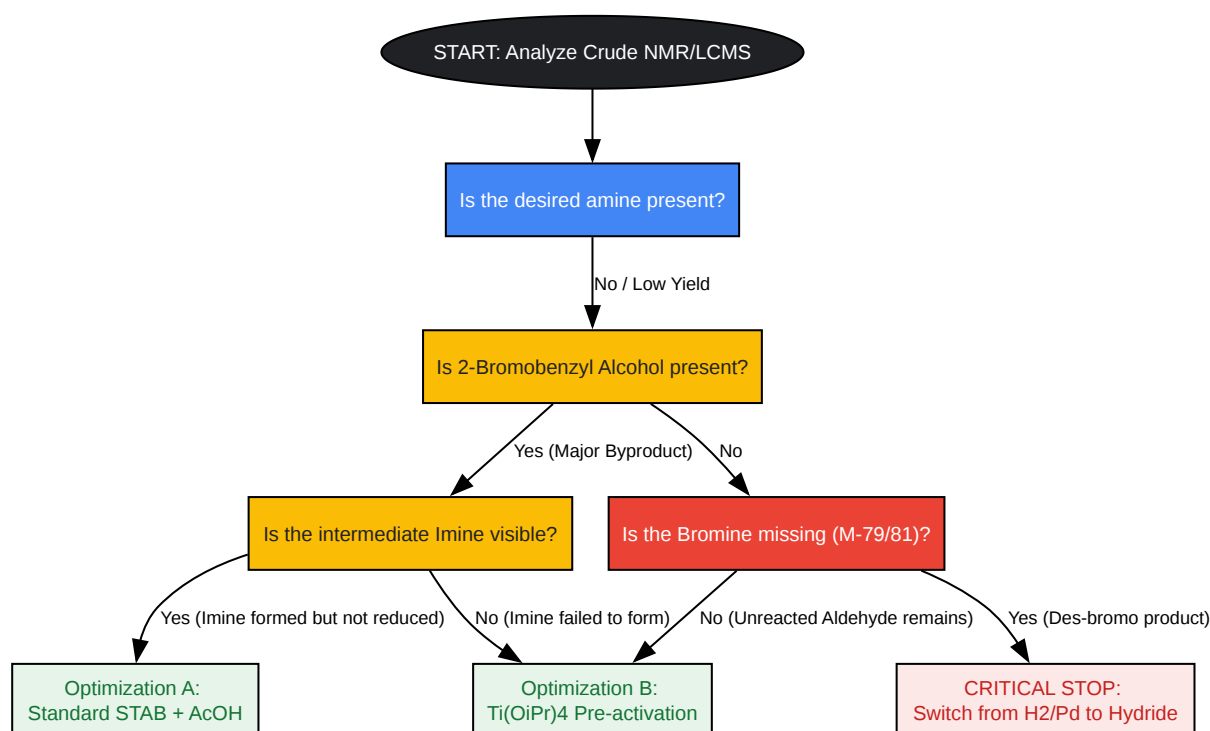 START: Analyze Crude NMR/LCMS
Is the desired amine present?
No / Low Yield
Is 2-Bromobenzyl Alcohol present?
Yes (Major Byproduct)
No
Is the intermediate Imine visible?
Is the Bromine missing (M-79/81)?
Yes (Imine formed but not reduced)
No (Imine failed to form)
No (Unreacted Aldehyde remains)
Yes (Des-bromo product)
Optimization A:
Standard STAB + AcOH
Optimization B:
Ti(OiPr)4 Pre-activation
CRITICAL STOP:
Switch from H2/Pd to Hydride